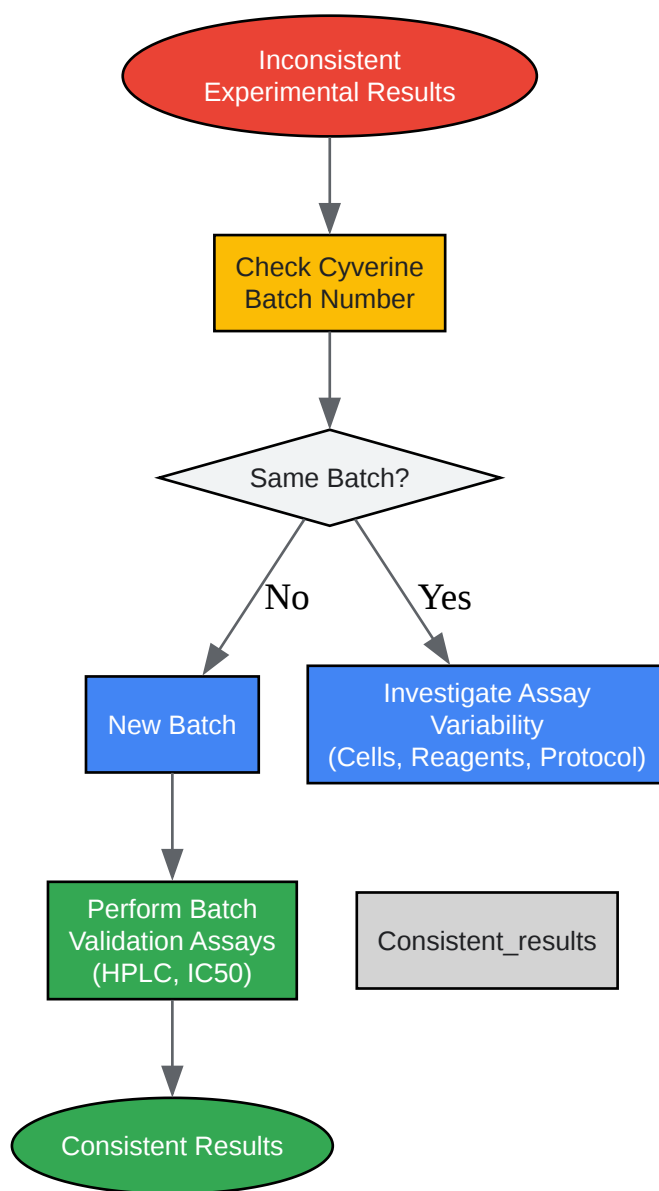 Inconsistent
Experimental Results
Check Cyverine
Batch Number
Same Batch?
No
Yes
New Batch
Investigate Assay
Variability
(Cells, Reagents, Protocol)
Perform Batch
Validation Assays
(HPLC, IC50)
Consistent_results
Consistent Results